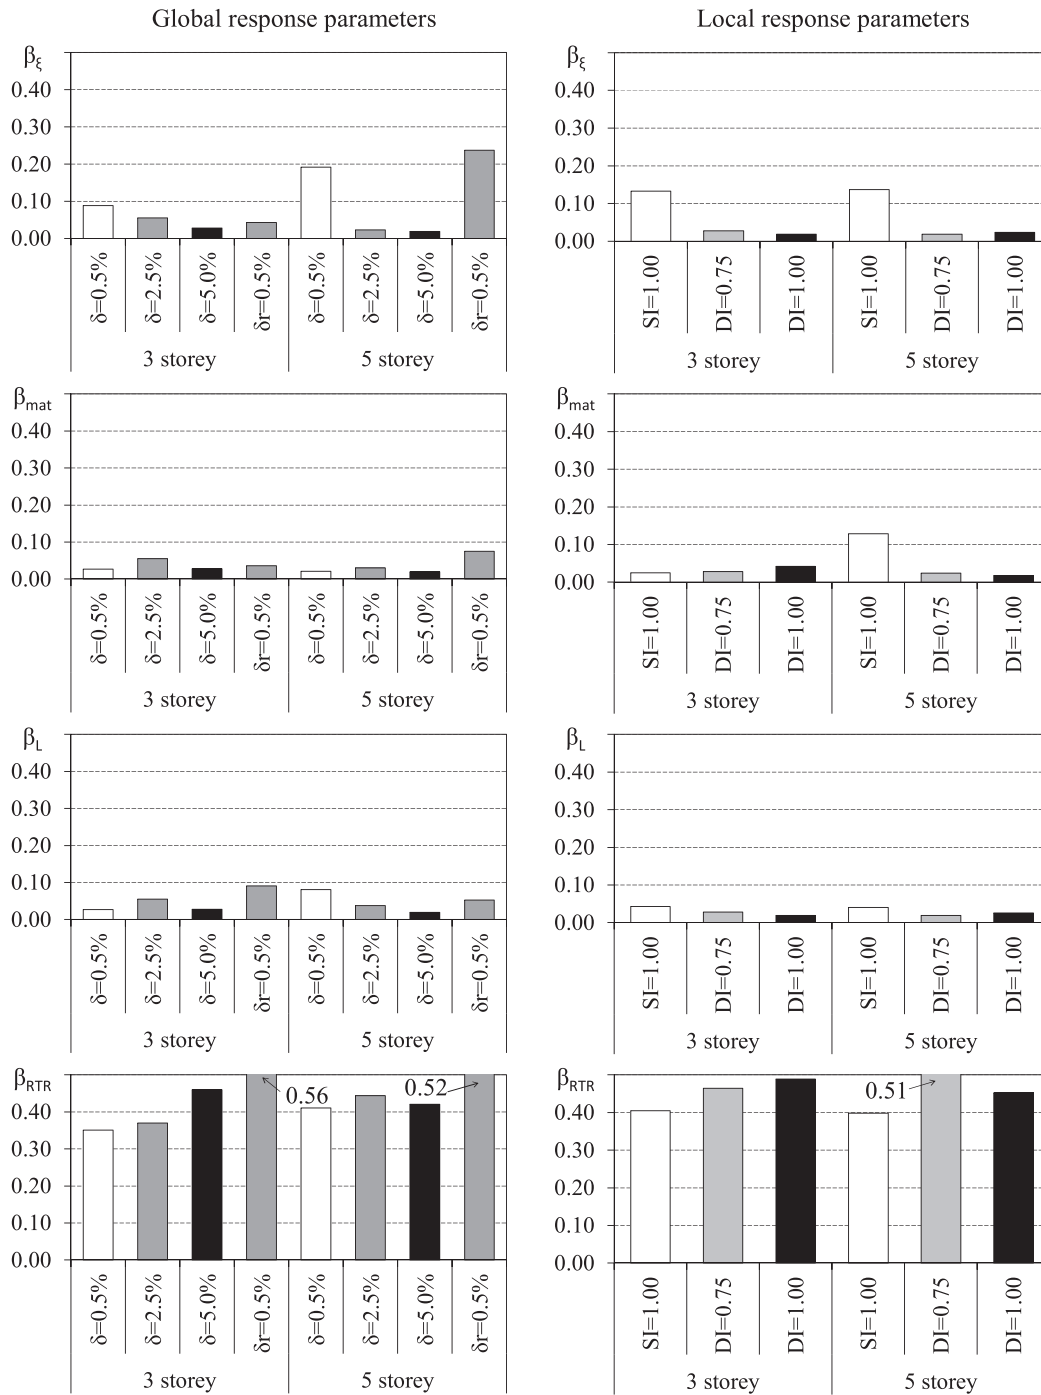 Global response parameters
βξ
0.40
0.30
0.20
0.10
0.00
δ=0.5% δ=2.5% δ=5.0% δr=0.5% δ=0.5% δ=2.5% δ=5.0% δr=0.5%
3 storey 5 storey
βmat
0.40
0.30
0.20
0.10
0.00
δ=0.5% δ=2.5% δ=5.0% δr=0.5% δ=0.5% δ=2.5% δ=5.0% δr=0.5%
3 storey 5 storey
βL
0.40
0.30
0.20
0.10
0.00
δ=0.5% δ=2.5% δ=5.0% δr=0.5% δ=0.5% δ=2.5% δ=5.0% δr=0.5%
3 storey 5 storey
βRTR
0.56 0.52
0.40
0.30
0.20
0.10
0.00
δ=0.5% δ=2.5% δ=5.0% δr=0.5% δ=0.5% δ=2.5% δ=5.0% δr=0.5%
3 storey 5 storey
Local response parameters
βξ
0.40
0.30
0.20
0.10
0.00
SI=1.00 DI=0.75 DI=1.00 SI=1.00 DI=0.75 DI=1.00
3 storey 5 storey
βmat
0.40
0.30
0.20
0.10
0.00
SI=1.00 DI=0.75 DI=1.00 SI=1.00 DI=0.75 DI=1.00
3 storey 5 storey
βL
0.40
0.30
0.20
0.10
0.00
SI=1.00 DI=0.75 DI=1.00 SI=1.00 DI=0.75 DI=1.00
3 storey 5 storey
βRTR
0.51
0.40
0.30
0.20
0.10
0.00
SI=1.00 DI=0.75 DI=1.00 SI=1.00 DI=0.75 DI=1.00
3 storey 5 storey